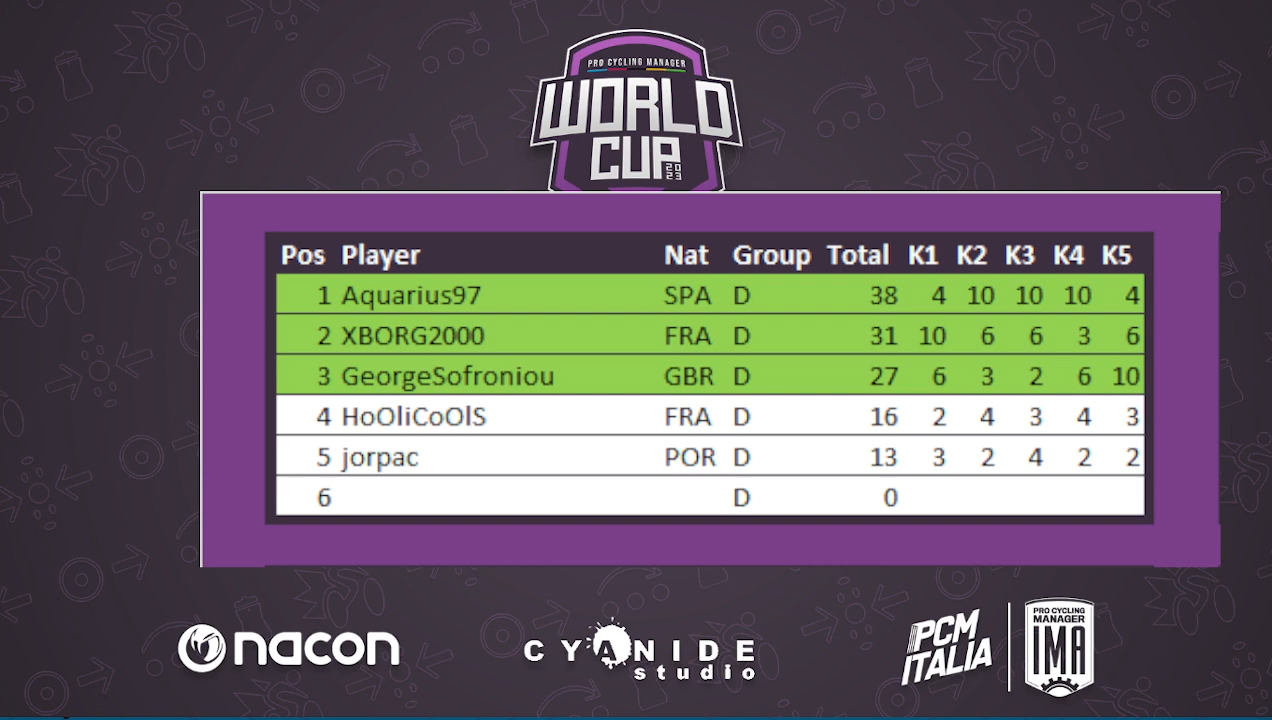 PRO CYCLING MANAGER
WORLD
CUP
20
23
Pos Player Nat Group Total K1 K2 K3 K4 K5
1 Aquarius97 SPA D 38 4 10 10 10 4
2 XBORG2000 FRA D 31 10 6 6 3 6
3 GeorgeSofroniou GBR D 27 6 3 2 6 10
4 HoOliCoOlS FRA D 16 2 4 3 4 3
5 jorpac POR D 13 3 2 4 2 2
6 D 0
nacon
CYANIDE
studio
PCM
ITALIA
PRO CYCLING
MANAGER
IMA